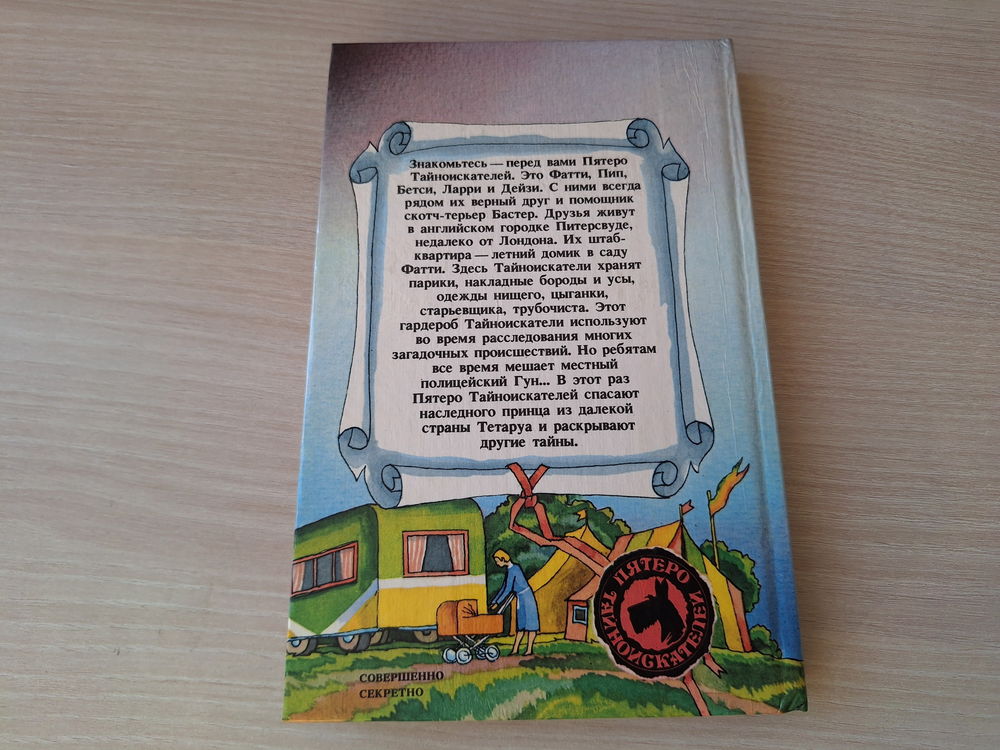 Знакомьтесь — перед вами Пятеро
Тайноискателей. Это Фатти, Пип,
Бетси, Ларри и Дейзи. С ними всегда
рядом их верный друг и помощник
скотч-терьер Бастер. Друзья живут
в английском городке Питерсвуде,
недалеко от Лондона. Их штаб-
квартира — летний домик в саду
Фатти. Здесь Тайноискатели хранят
парики, накладные бороды и усы,
одежды нищего, цыганки,
старьевщика, трубочиста. Этот
гардероб Тайноискатели используют
во время расследования многих
загадочных происшествий. Но ребятам
все время мешает местный
полицейский Гун... В этот раз
Пятеро Тайноискателей спасают
наследного принца из далекой
страны Тетаруа и раскрывают
другие тайны.
ПЯТЕРО
ТАЙНОИСКАТЕЛЕЙ
СОВЕРШЕННО
СЕКРЕТНО